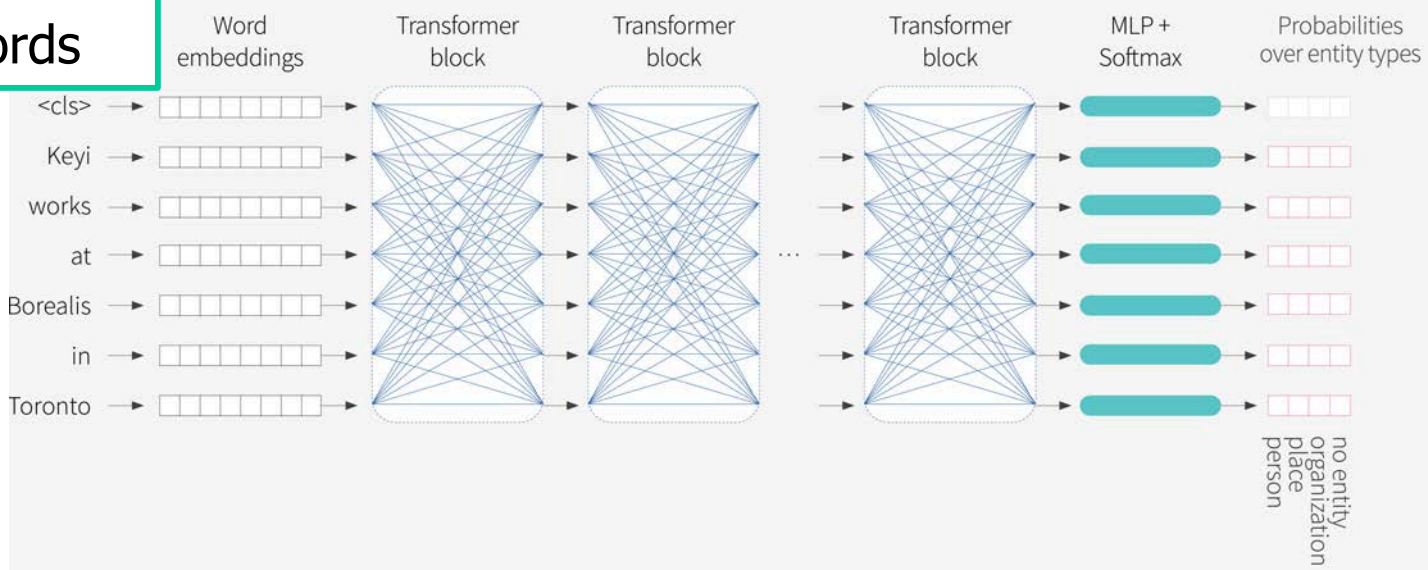 ords
Word
embeddings
Transformer
block
Transformer
block
Transformer
block
MLP +
Softmax
Probabilities
over entity types
<cls>
Keyi
works
at
Borealis
in
Toronto
...
person
place
organization
no entity